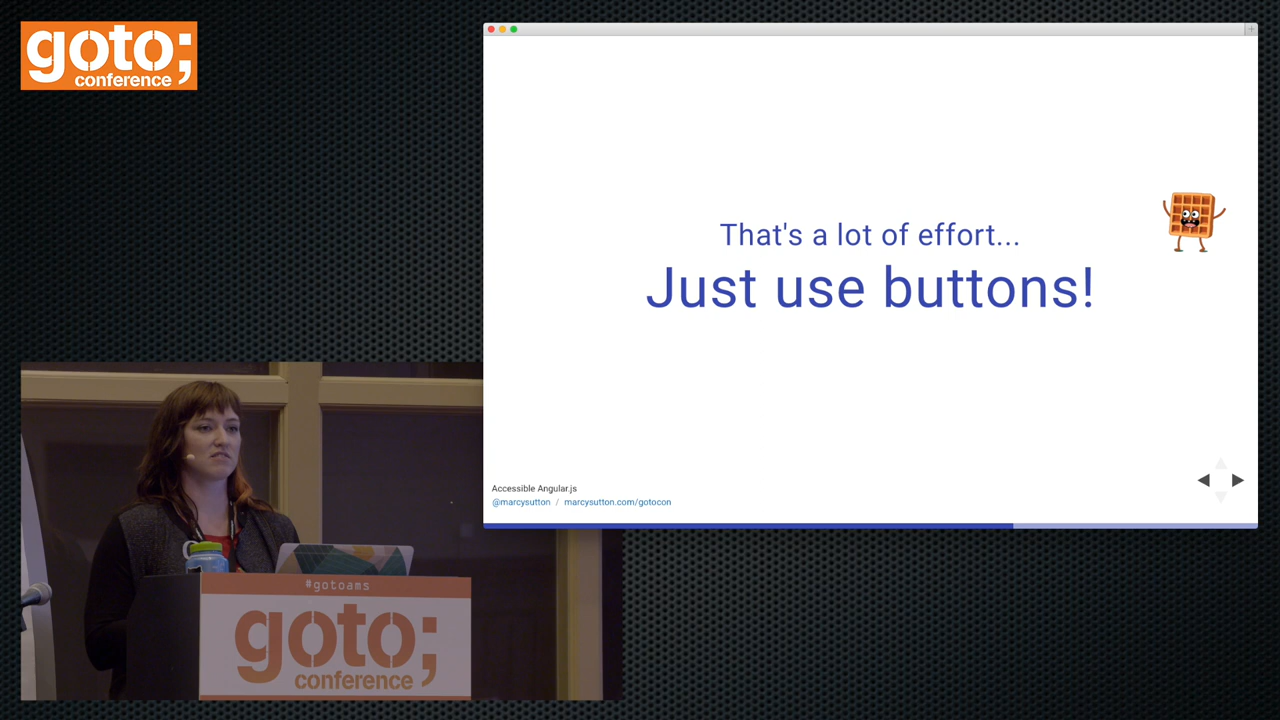 goto;
conference
That's a lot of effort...
Just use buttons!
Accessible Angular.js
@marcysutton / marcysutton.com/gotocon
#gotoams
goto;
conference